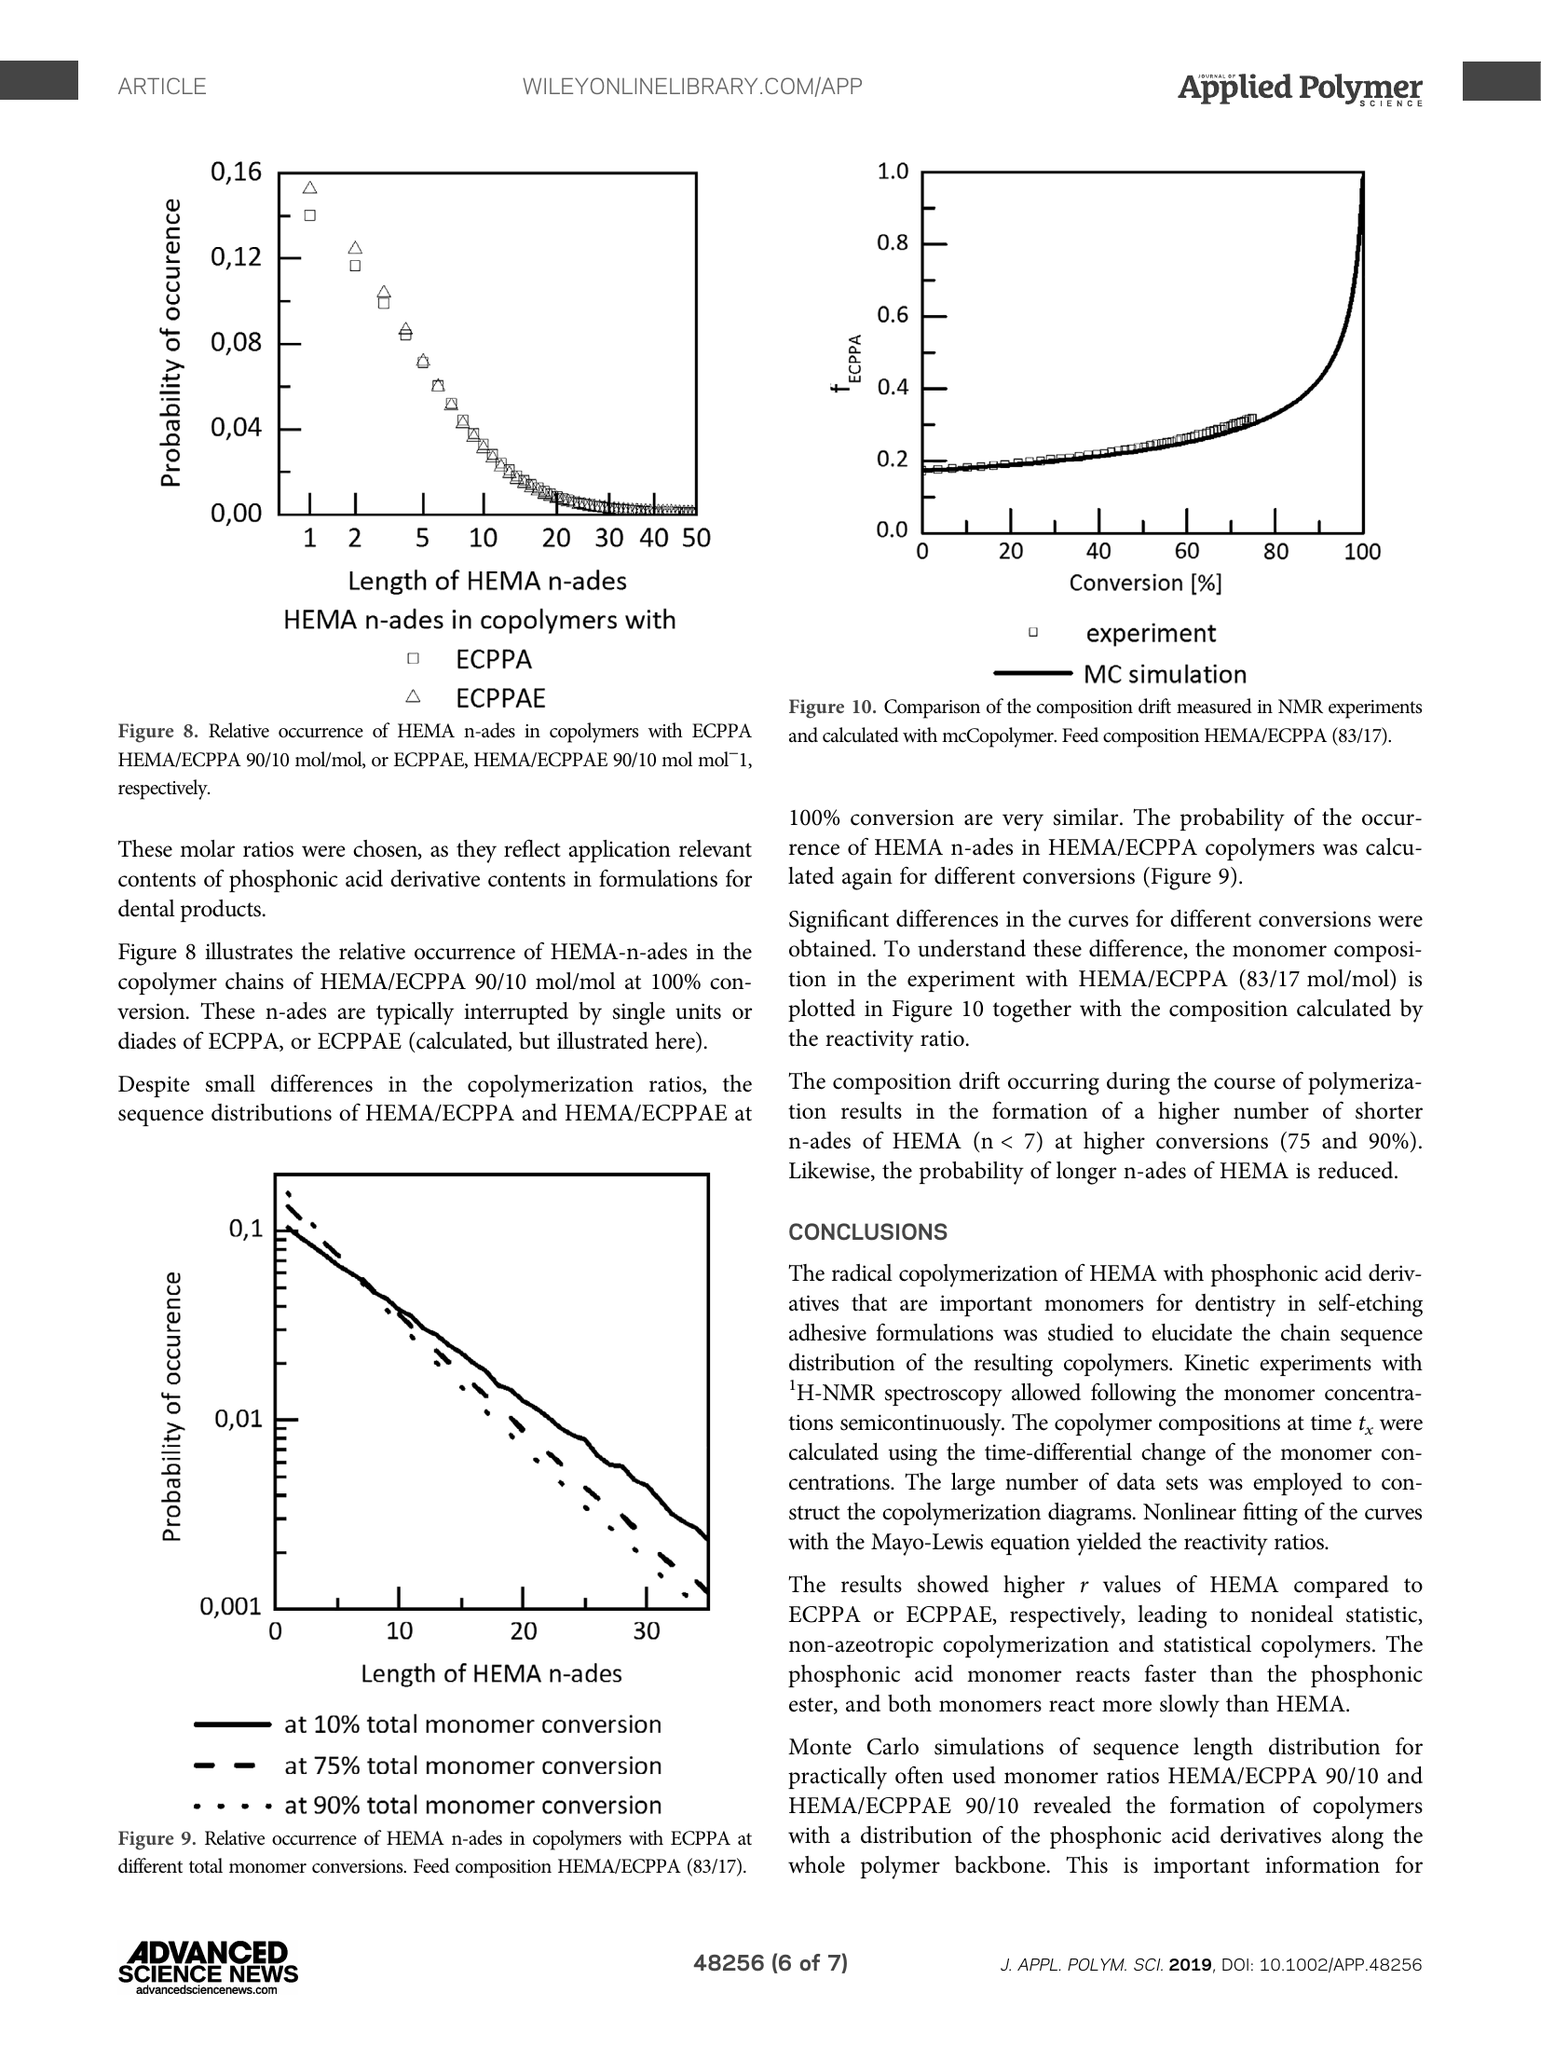 ARTICLE
WILEYONLINELIBRARY.COM/APP
JOURNAL OF
Applied Polymer
SCIENCE
0,16
0,12
0,08
0,04
0,00
Probability of occurence
1 2 5 10 20 30 40 50
Length of HEMA n-ades
HEMA n-ades in copolymers with
ECPPA
ECPPAE
Figure 8. Relative occurrence of HEMA n-ades in copolymers with ECPPA
HEMA/ECPPA 90/10 mol/mol, or ECPPAE, HEMA/ECPPAE 90/10 mol mol⁻1,
respectively.
These molar ratios were chosen, as they reflect application relevant
contents of phosphonic acid derivative contents in formulations for
dental products.
Figure 8 illustrates the relative occurrence of HEMA-n-ades in the
copolymer chains of HEMA/ECPPA 90/10 mol/mol at 100% con-
version. These n-ades are typically interrupted by single units or
diades of ECPPA, or ECPPAE (calculated, but illustrated here).
Despite small differences in the copolymerization ratios, the
sequence distributions of HEMA/ECPPA and HEMA/ECPPAE at
0,1
0,01
0,001
Probability of occurence
0 10 20 30
Length of HEMA n-ades
at 10% total monomer conversion
at 75% total monomer conversion
at 90% total monomer conversion
Figure 9. Relative occurrence of HEMA n-ades in copolymers with ECPPA at
different total monomer conversions. Feed composition HEMA/ECPPA (83/17).
1.0
0.8
0.6
0.4
0.2
0.0
fECPPA
0 20 40 60 80 100
Conversion [%]
experiment
MC simulation
Figure 10. Comparison of the composition drift measured in NMR experiments
and calculated with mcCopolymer. Feed composition HEMA/ECPPA (83/17).
100% conversion are very similar. The probability of the occur-
rence of HEMA n-ades in HEMA/ECPPA copolymers was calcu-
lated again for different conversions (Figure 9).
Significant differences in the curves for different conversions were
obtained. To understand these difference, the monomer composi-
tion in the experiment with HEMA/ECPPA (83/17 mol/mol) is
plotted in Figure 10 together with the composition calculated by
the reactivity ratio.
The composition drift occurring during the course of polymeriza-
tion results in the formation of a higher number of shorter
n-ades of HEMA (n < 7) at higher conversions (75 and 90%).
Likewise, the probability of longer n-ades of HEMA is reduced.
CONCLUSIONS
The radical copolymerization of HEMA with phosphonic acid deriv-
atives that are important monomers for dentistry in self-etching
adhesive formulations was studied to elucidate the chain sequence
distribution of the resulting copolymers. Kinetic experiments with
¹H-NMR spectroscopy allowed following the monomer concentra-
tions semicontinuously. The copolymer compositions at time tx were
calculated using the time-differential change of the monomer con-
centrations. The large number of data sets was employed to con-
struct the copolymerization diagrams. Nonlinear fitting of the curves
with the Mayo-Lewis equation yielded the reactivity ratios.
The results showed higher r values of HEMA compared to
ECPPA or ECPPAE, respectively, leading to nonideal statistic,
non-azeotropic copolymerization and statistical copolymers. The
phosphonic acid monomer reacts faster than the phosphonic
ester, and both monomers react more slowly than HEMA.
Monte Carlo simulations of sequence length distribution for
practically often used monomer ratios HEMA/ECPPA 90/10 and
HEMA/ECPPAE 90/10 revealed the formation of copolymers
with a distribution of the phosphonic acid derivatives along the
whole polymer backbone. This is important information for
ADVANCED
SCIENCE NEWS
advancedsciencenews.com
48256 (6 of 7)
J. APPL. POLYM. SCI. 2019, DOI: 10.1002/APP.48256